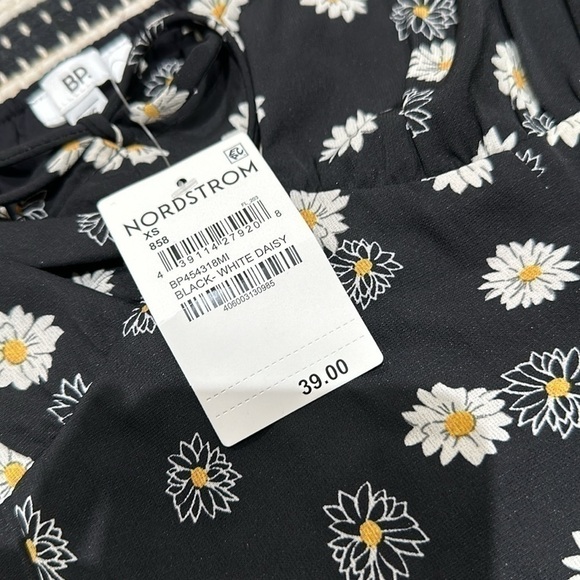 BP.
NORDSTROM
XS
858
4 39114 27920 8
BP454318MI
BLACK- WHITE DAISY
406003130985
39.00